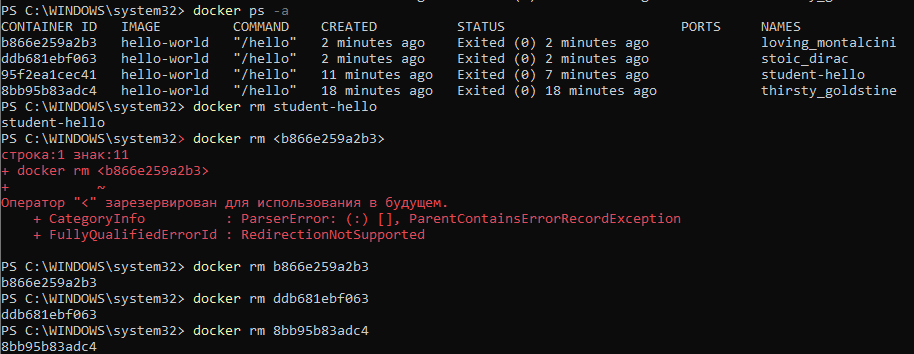 PS C:\WINDOWS\system32> docker ps -a
CONTAINER ID   IMAGE         COMMAND    CREATED          STATUS                      PORTS     NAMES
b866e259a2b3   hello-world   "/hello"   2 minutes ago    Exited (0) 2 minutes ago              loving_montalcini
ddb681ebf063   hello-world   "/hello"   2 minutes ago    Exited (0) 2 minutes ago              stoic_dirac
95f2ea1cec41   hello-world   "/hello"   11 minutes ago   Exited (0) 7 minutes ago              student-hello
8bb95b83adc4   hello-world   "/hello"   18 minutes ago   Exited (0) 18 minutes ago             thirsty_goldstine
PS C:\WINDOWS\system32> docker rm student-hello
student-hello
PS C:\WINDOWS\system32> docker rm <b866e259a2b3>
строка:1 знак:11
+ docker rm <b866e259a2b3>
+           ~
Оператор "<" зарезервирован для использования в будущем.
    + CategoryInfo          : ParserError: (:) [], ParentContainsErrorRecordException
    + FullyQualifiedErrorId : RedirectionNotSupported
PS C:\WINDOWS\system32> docker rm b866e259a2b3
b866e259a2b3
PS C:\WINDOWS\system32> docker rm ddb681ebf063
ddb681ebf063
PS C:\WINDOWS\system32> docker rm 8bb95b83adc4
8bb95b83adc4